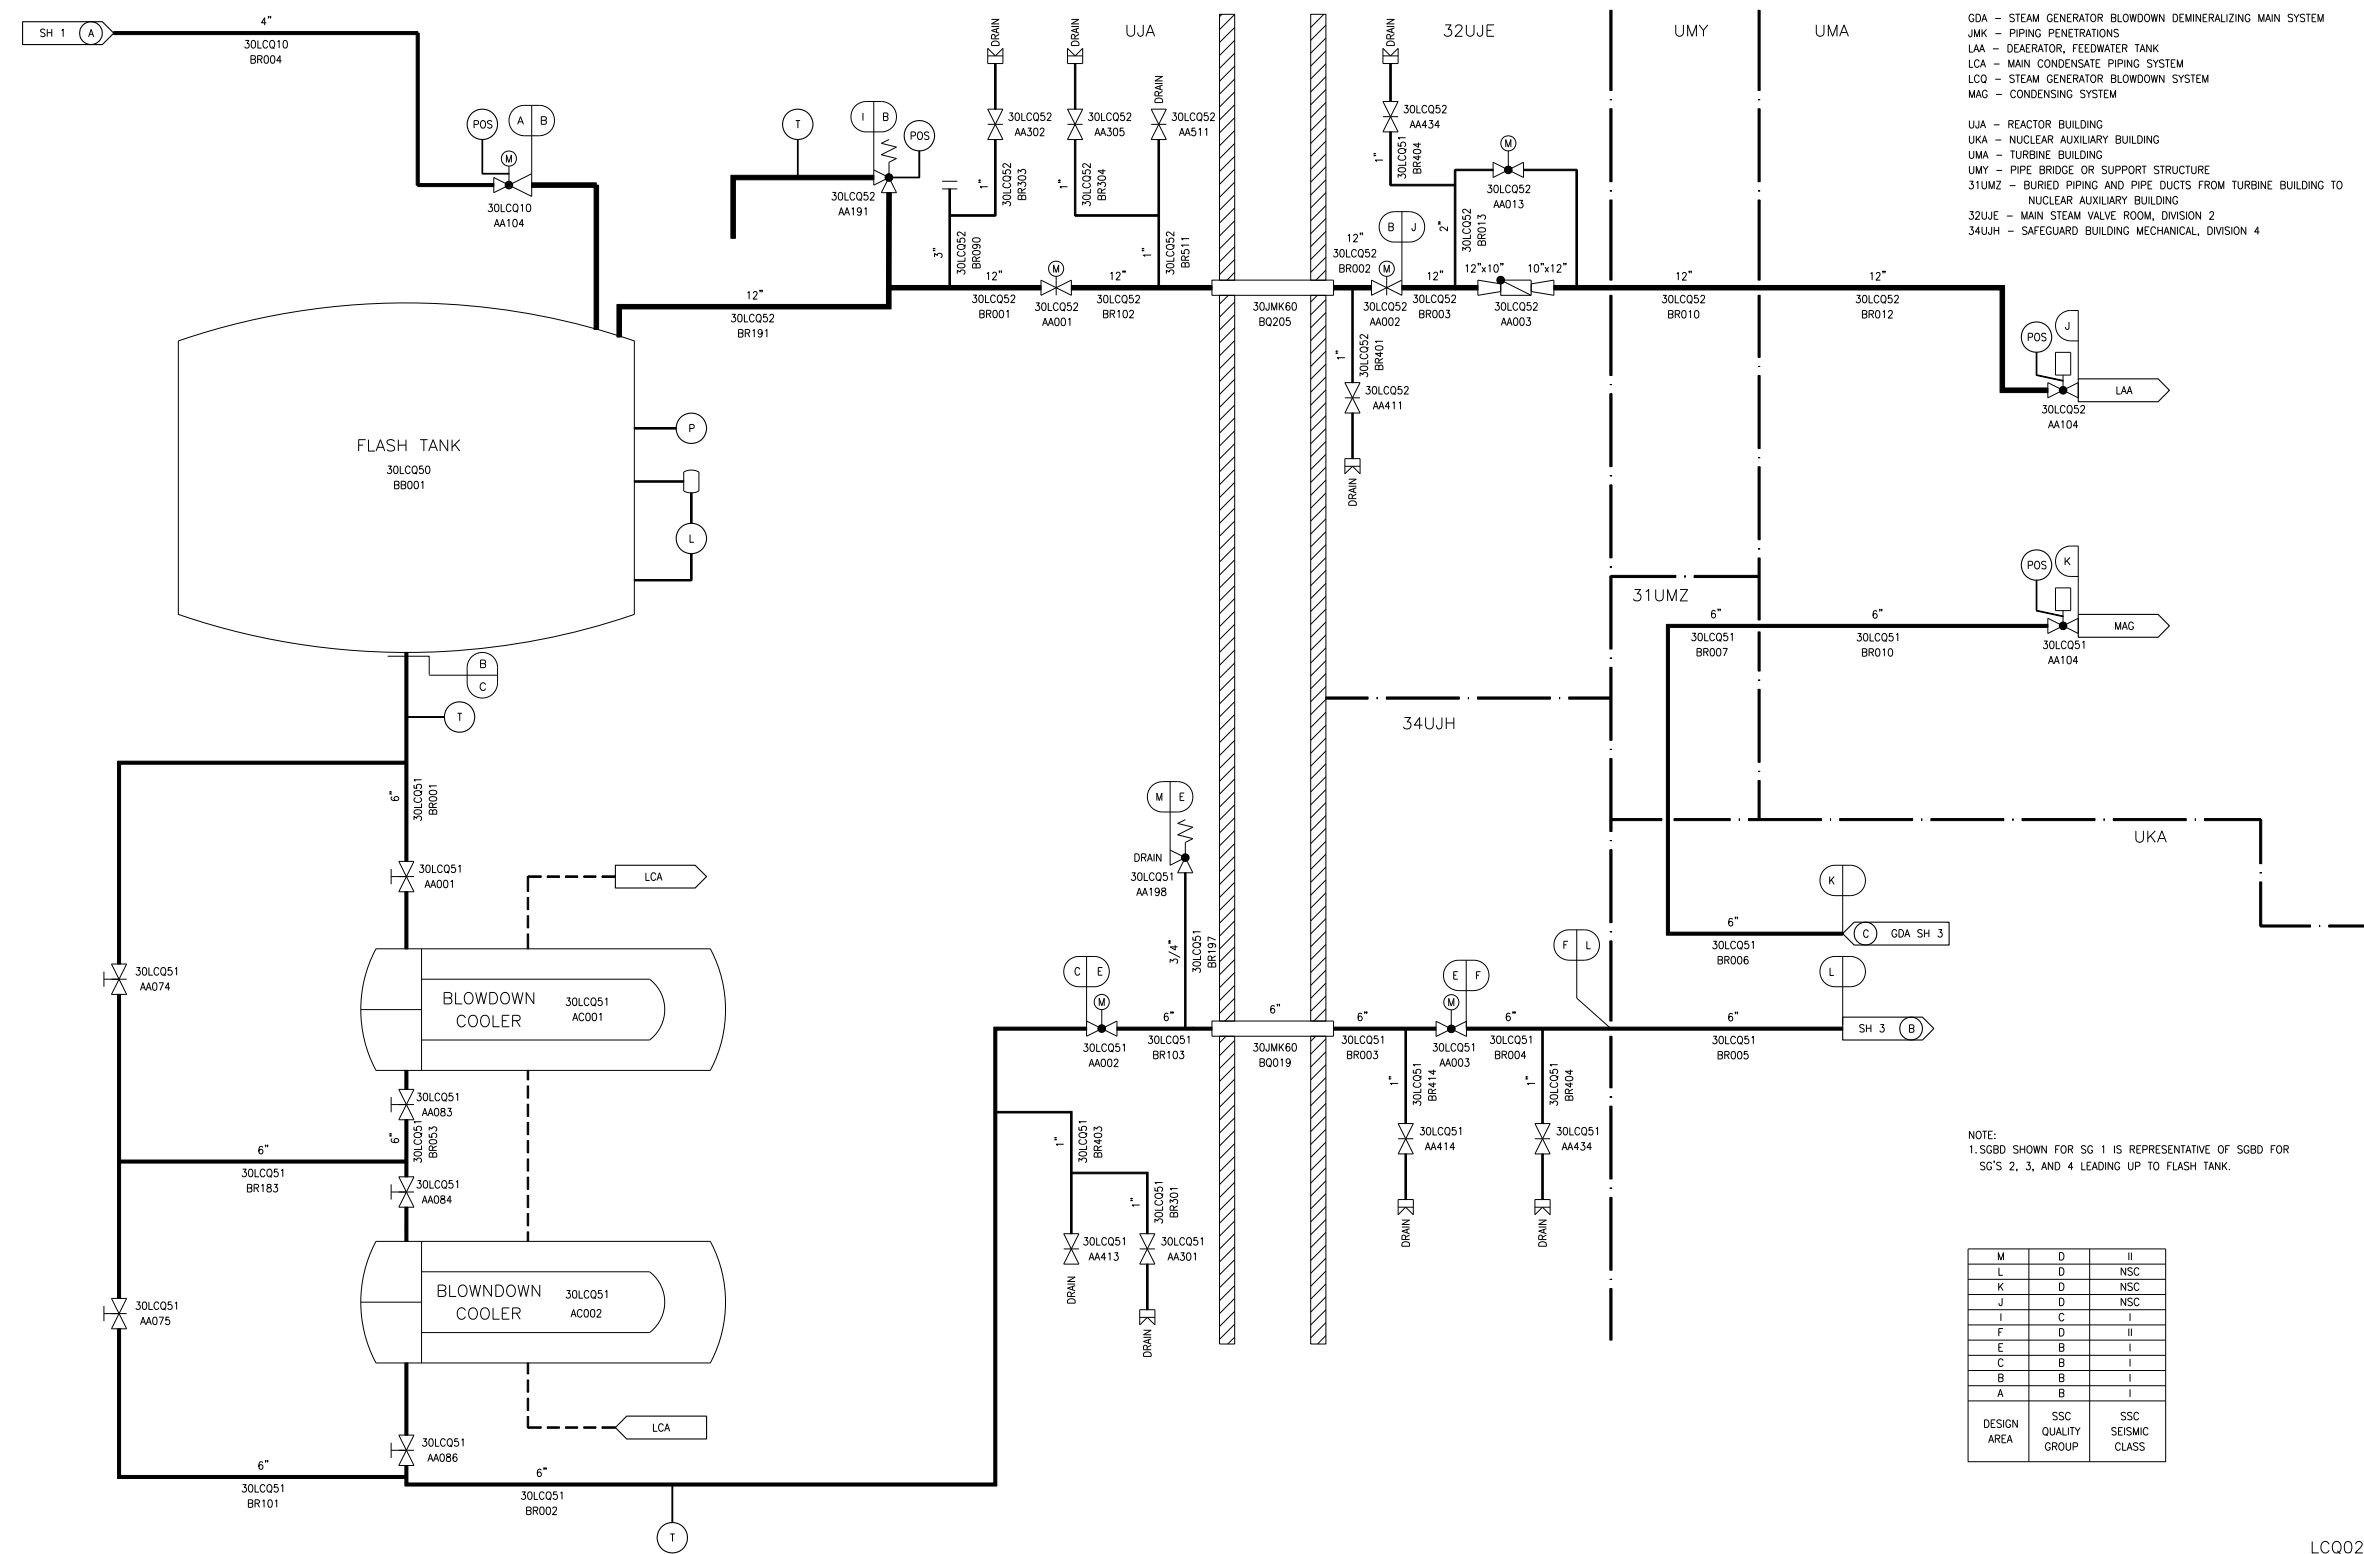 SH 1 A
4"
30LCQ10
BR004
POS
A B
M
30LCQ10
AA104
T
I B
POS
30LCQ52
AA191
DRAIN
30LCQ52
AA302
1"
30LCQ52
BR303
3"
30LCQ52
BR090
DRAIN
30LCQ52
AA305
1"
30LCQ52
BR304
DRAIN
30LCQ52
AA511
1"
30LCQ52
BR511
UJA
12"
30LCQ52
BR191
12"
30LCQ52
BR001
M
30LCQ52
AA001
12"
30LCQ52
BR102
30JMK60
BQ205
32UJE
DRAIN
30LCQ52
AA434
1"
30LCQ51
BR404
M
30LCQ52
AA013
2"
30LCQ52
BR013
B J
12"
30LCQ52
BR002
M
30LCQ52
AA002
12"
30LCQ52
BR003
12"x10"
10"x12"
30LCQ52
AA003
1"
30LCQ52
BR401
30LCQ52
AA411
DRAIN
UMY
UMA
12"
30LCQ52
BR010
12"
30LCQ52
BR012
POS
J
LAA
30LCQ52
AA104
GDA – STEAM GENERATOR BLOWDOWN DEMINERALIZING MAIN SYSTEM
JMK – PIPING PENETRATIONS
LAA – DEAERATOR, FEEDWATER TANK
LCA – MAIN CONDENSATE PIPING SYSTEM
LCQ – STEAM GENERATOR BLOWDOWN SYSTEM
MAG – CONDENSING SYSTEM
UJA – REACTOR BUILDING
UKA – NUCLEAR AUXILIARY BUILDING
UMA – TURBINE BUILDING
UMY – PIPE BRIDGE OR SUPPORT STRUCTURE
31UMZ – BURIED PIPING AND PIPE DUCTS FROM TURBINE BUILDING TO
NUCLEAR AUXILIARY BUILDING
32UJE – MAIN STEAM VALVE ROOM, DIVISION 2
34UJH – SAFEGUARD BUILDING MECHANICAL, DIVISION 4
FLASH TANK
30LCQ50
BB001
P
L
B
C
T
31UMZ
6"
30LCQ51
BR007
6"
30LCQ51
BR010
POS
K
MAG
30LCQ51
AA104
34UJH
UKA
6"
30LCQ51
BR001
30LCQ51
AA001
LCA
30LCQ51
AA074
BLOWDOWN
COOLER
30LCQ51
AC001
30LCQ51
AA083
6"
30LCQ51
BR053
6"
30LCQ51
BR183
30LCQ51
AA084
BLOWNDOWN
COOLER
30LCQ51
AC002
30LCQ51
AA075
LCA
30LCQ51
AA086
6"
30LCQ51
BR101
6"
30LCQ51
BR002
T
M E
DRAIN
30LCQ51
AA198
3/4"
30LCQ51
BR197
C E
M
30LCQ51
AA002
6"
30LCQ51
BR103
6"
30JMK60
BQ019
1"
30LCQ51
BR403
1"
30LCQ51
BR301
30LCQ51
AA413
DRAIN
30LCQ51
AA301
DRAIN
6"
30LCQ51
BR003
E F
M
30LCQ51
AA003
6"
30LCQ51
BR004
F L
1"
30LCQ51
BR414
30LCQ51
AA414
DRAIN
1"
30LCQ51
BR404
30LCQ51
AA434
DRAIN
K
C GDA SH 3
6"
30LCQ51
BR006
L
SH 3 B
6"
30LCQ51
BR005
NOTE:
1. SGBD SHOWN FOR SG 1 IS REPRESENTATIVE OF SGBD FOR
SG'S 2, 3, AND 4 LEADING UP TO FLASH TANK.
M D II
L D NSC
K D NSC
J D NSC
I C I
F D II
E B I
C B I
B B I
A B I
DESIGN AREA SSC QUALITY GROUP SSC SEISMIC CLASS
LCQ02